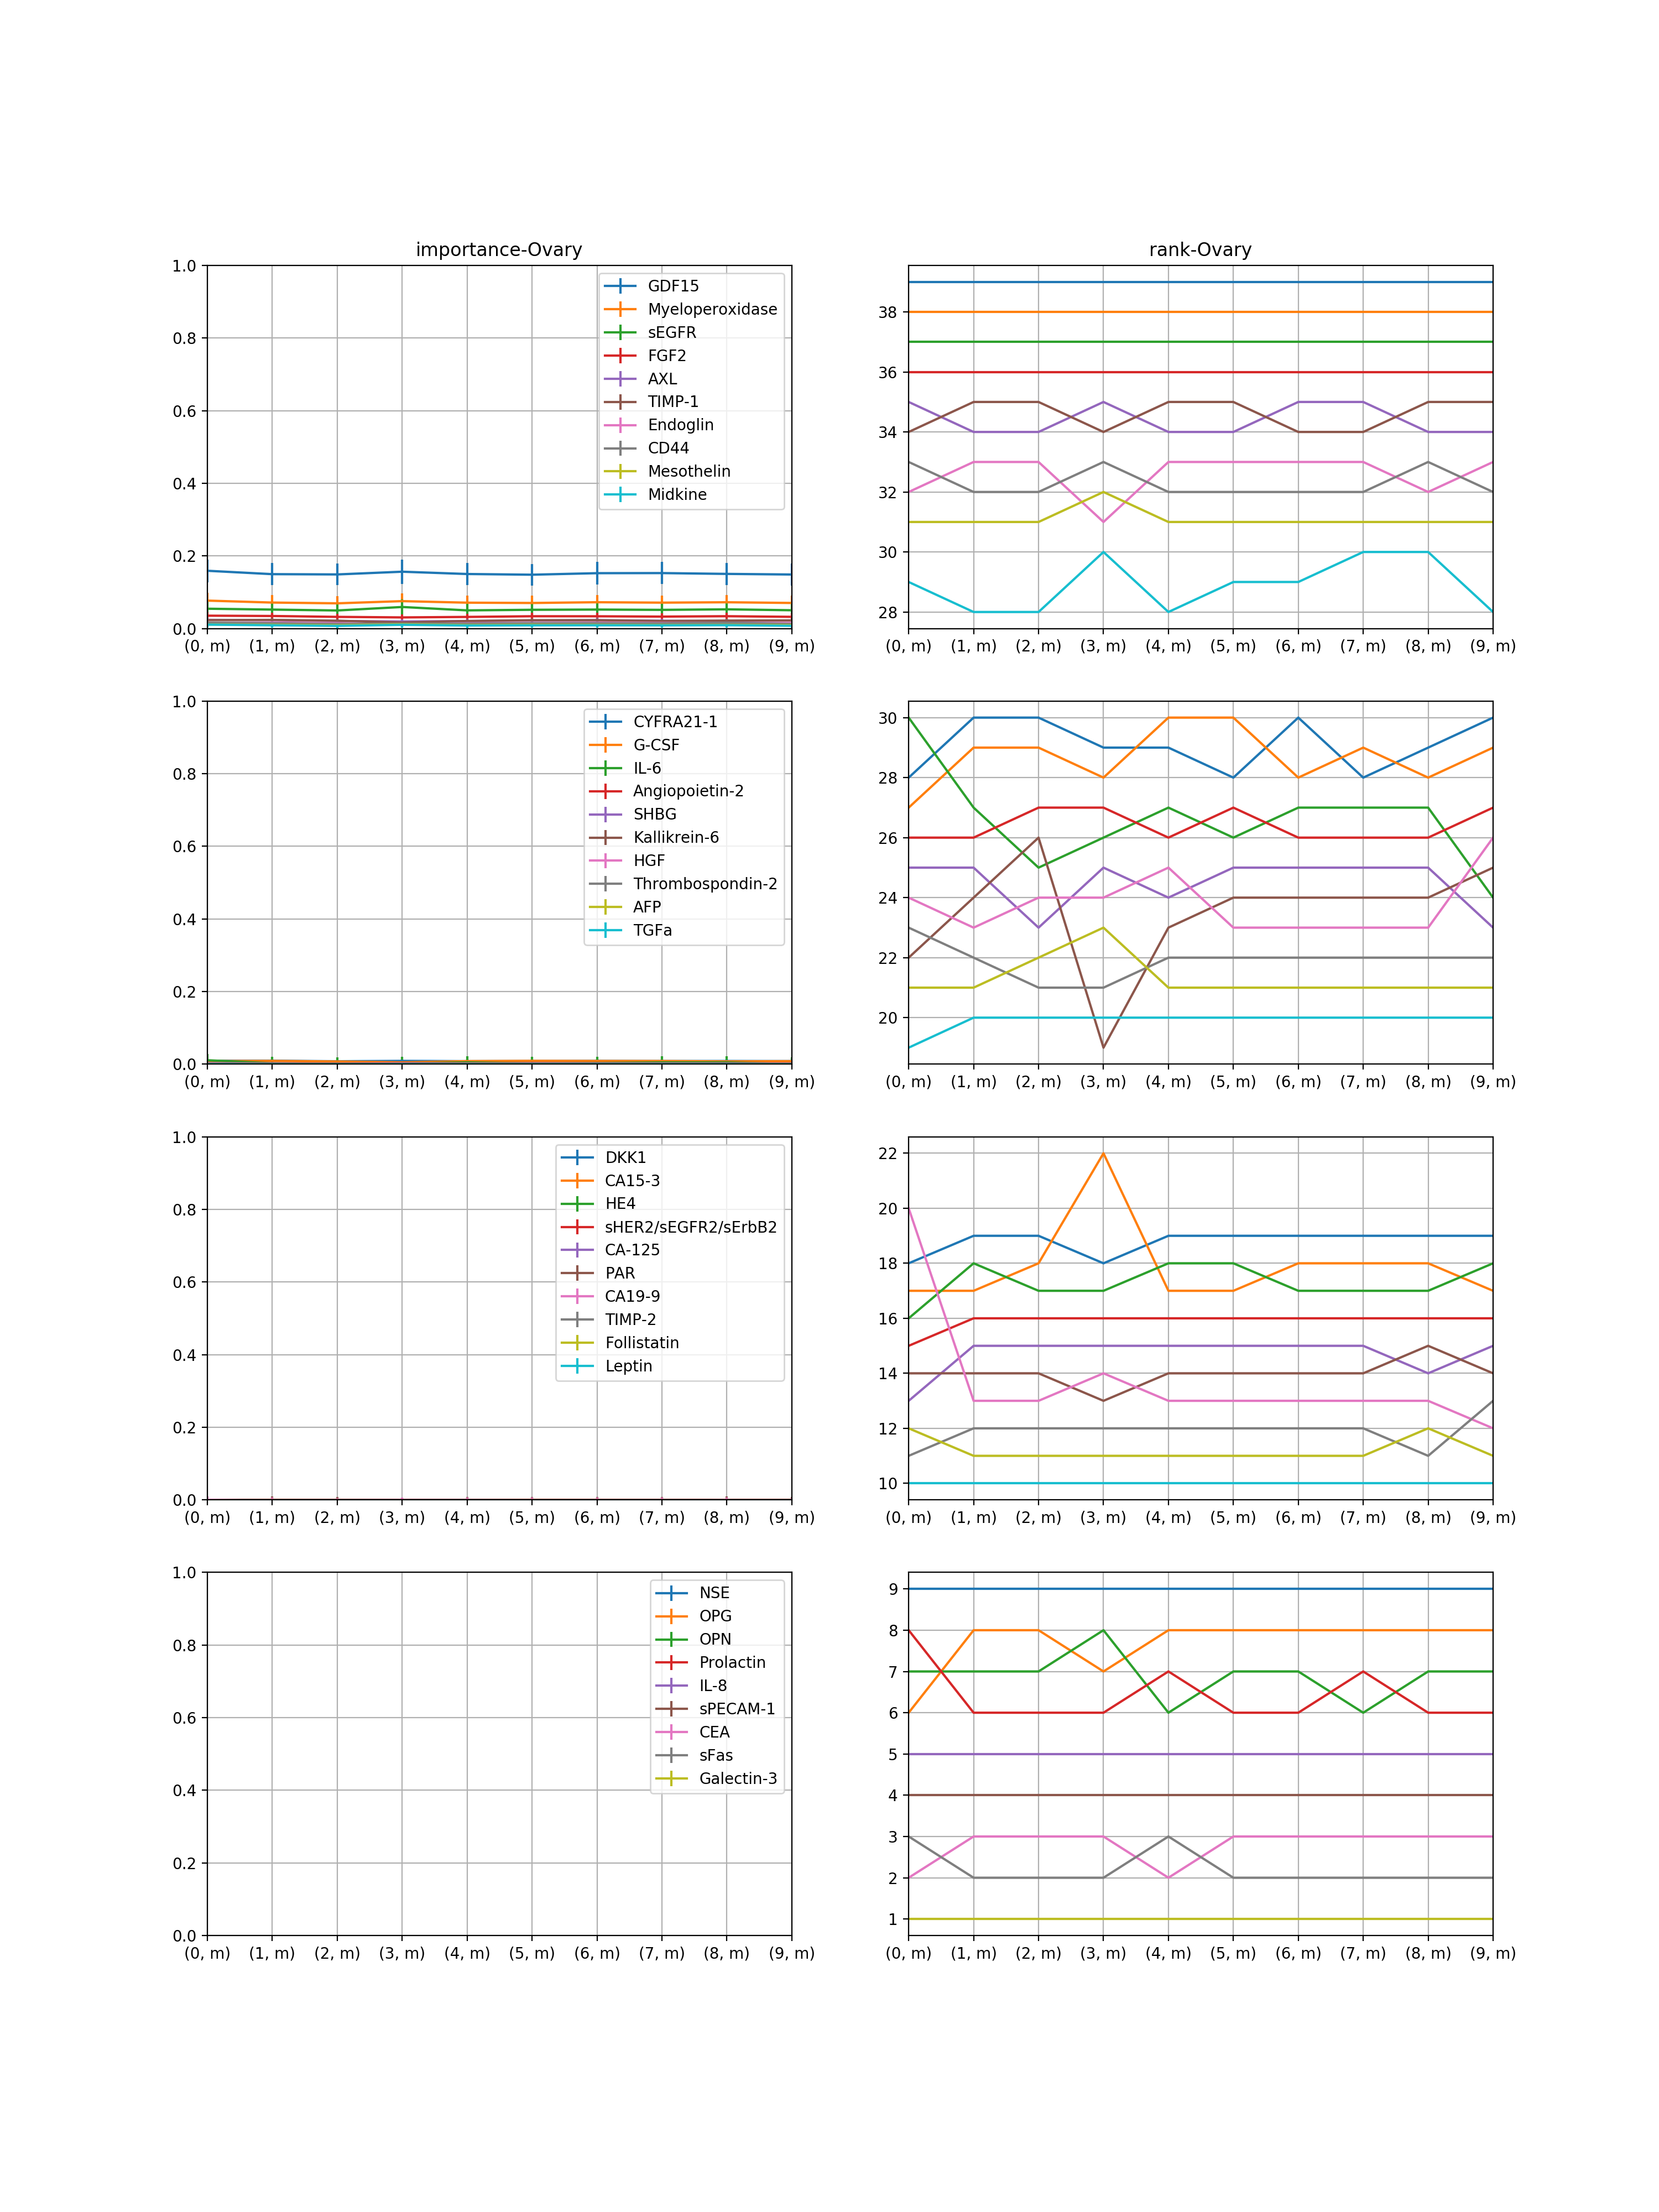 importance-Ovary
1.0
0.8
0.6
0.4
0.2
0.0
(0, m) (1, m) (2, m) (3, m) (4, m) (5, m) (6, m) (7, m) (8, m) (9, m)
GDF15
Myeloperoxidase
sEGFR
FGF2
AXL
TIMP-1
Endoglin
CD44
Mesothelin
Midkine
rank-Ovary
38
36
34
32
30
28
(0, m) (1, m) (2, m) (3, m) (4, m) (5, m) (6, m) (7, m) (8, m) (9, m)
1.0
0.8
0.6
0.4
0.2
0.0
(0, m) (1, m) (2, m) (3, m) (4, m) (5, m) (6, m) (7, m) (8, m) (9, m)
CYFRA21-1
G-CSF
IL-6
Angiopoietin-2
SHBG
Kallikrein-6
HGF
Thrombospondin-2
AFP
TGFa
30
28
26
24
22
20
(0, m) (1, m) (2, m) (3, m) (4, m) (5, m) (6, m) (7, m) (8, m) (9, m)
1.0
0.8
0.6
0.4
0.2
0.0
(0, m) (1, m) (2, m) (3, m) (4, m) (5, m) (6, m) (7, m) (8, m) (9, m)
DKK1
CA15-3
HE4
sHER2/sEGFR2/sErbB2
CA-125
PAR
CA19-9
TIMP-2
Follistatin
Leptin
22
20
18
16
14
12
10
(0, m) (1, m) (2, m) (3, m) (4, m) (5, m) (6, m) (7, m) (8, m) (9, m)
1.0
0.8
0.6
0.4
0.2
0.0
(0, m) (1, m) (2, m) (3, m) (4, m) (5, m) (6, m) (7, m) (8, m) (9, m)
NSE
OPG
OPN
Prolactin
IL-8
sPECAM-1
CEA
sFas
Galectin-3
9
8
7
6
5
4
3
2
1
(0, m) (1, m) (2, m) (3, m) (4, m) (5, m) (6, m) (7, m) (8, m) (9, m)